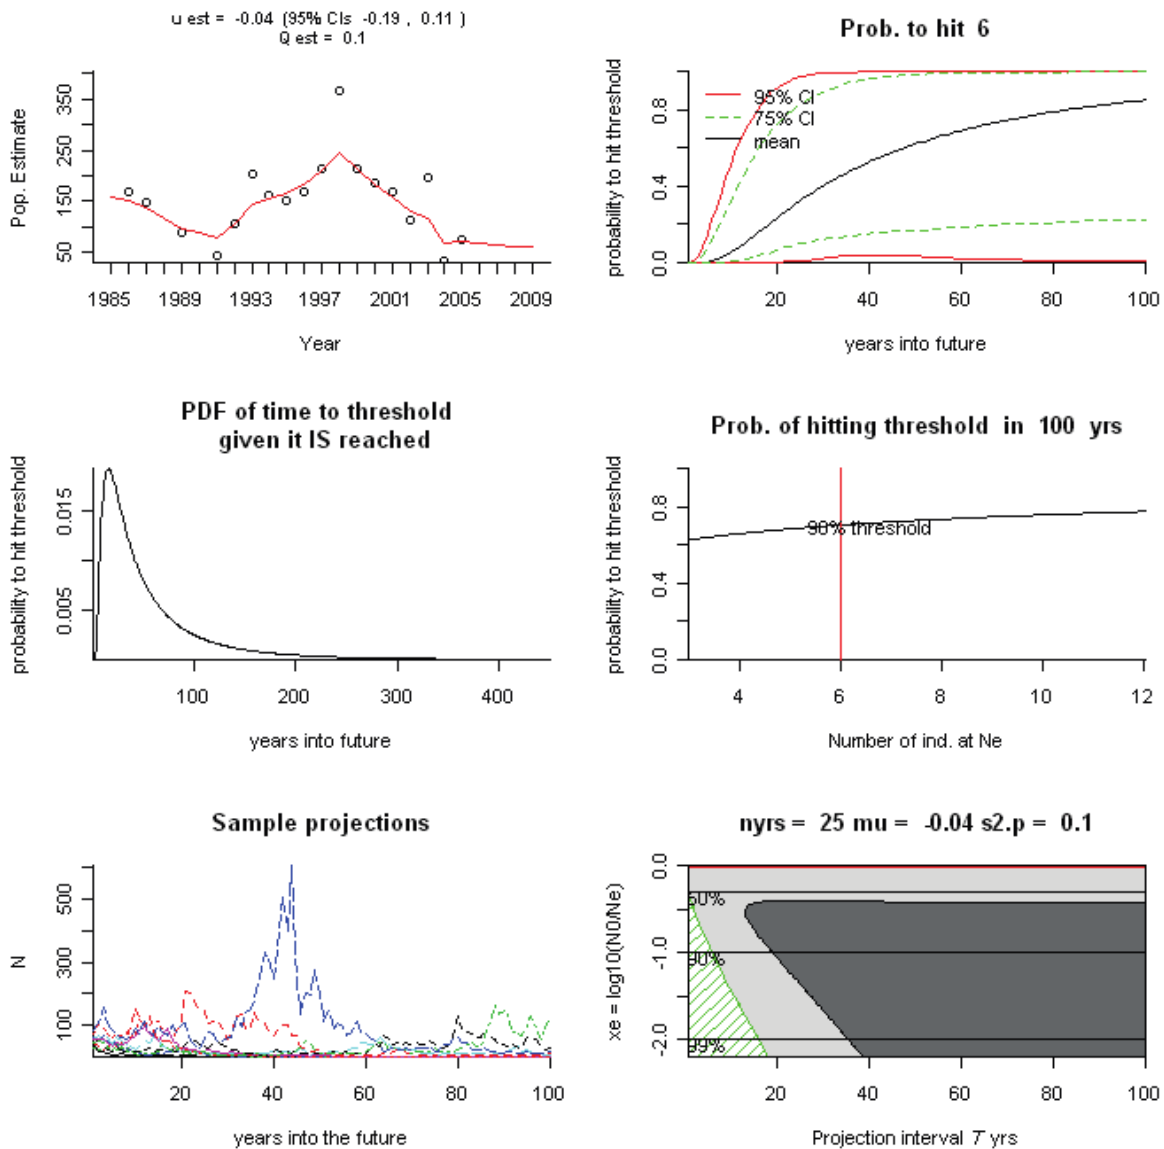 u est = -0.04 (95% CIs -0.19 , 0.11 )
Q est = 0.1
Pop. Estimate
350
250
150
50
1985 1989 1993 1997 2001 2005 2009
Year
Prob. to hit 6
probability to hit threshold
0.8
0.4
0.0
95% CI
75% CI
mean
20 40 60 80 100
years into future
PDF of time to threshold
given it IS reached
probability to hit threshold
0.015
0.005
100 200 300 400
years into future
Prob. of hitting threshold in 100 yrs
probability to hit threshold
0.8
0.4
0.0
90% threshold
4 6 8 10 12
Number of ind. at Ne
Sample projections
N
500
300
100
20 40 60 80 100
years into the future
nyrs = 25 mu = -0.04 s2.p = 0.1
xe = log10(N0/Ne)
0.0
-1.0
-2.0
50%
90%
99%
20 40 60 80 100
Projection interval T yrs